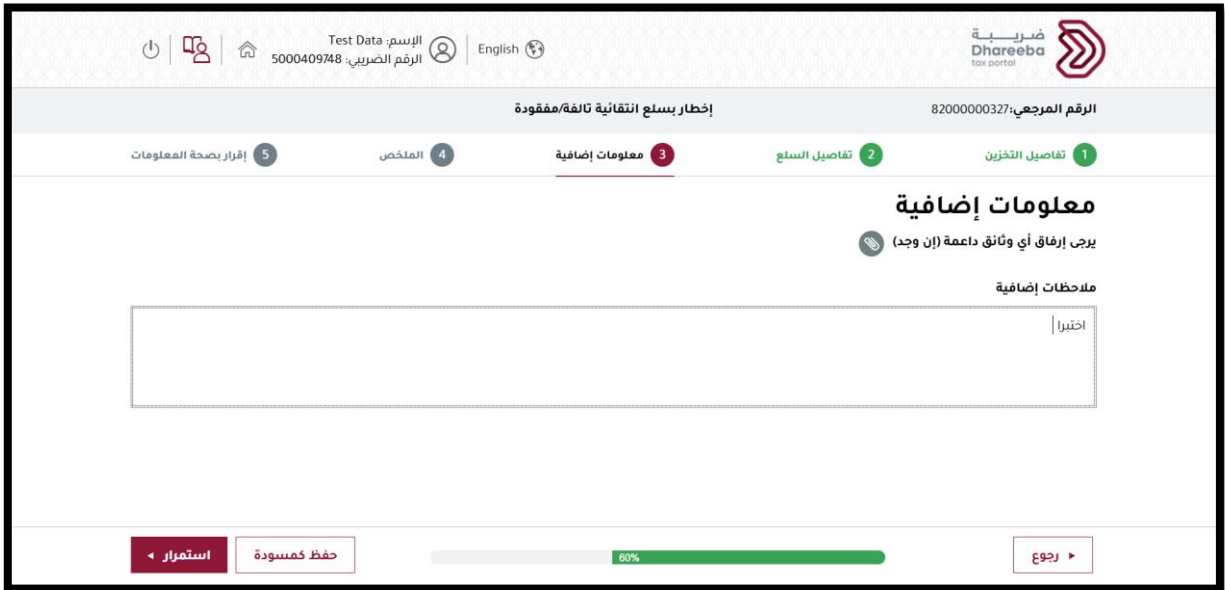 ضريبة
Dhareeba
tax portal
English
الإسم: Test Data
الرقم الضريبي: 5000409748
الرقم المرجعي:82000000327
إخطار بسلع انتقائية تالفة/مفقودة
1 تفاصيل التخزين
2 تفاصيل السلع
3 معلومات إضافية
4 الملخص
5 إقرار بصحة المعلومات
معلومات إضافية
يرجى إرفاق أي وثائق داعمة (إن وجد)
ملاحظات إضافية
اختبرا
رجوع
60%
حفظ كمسودة
استمرار